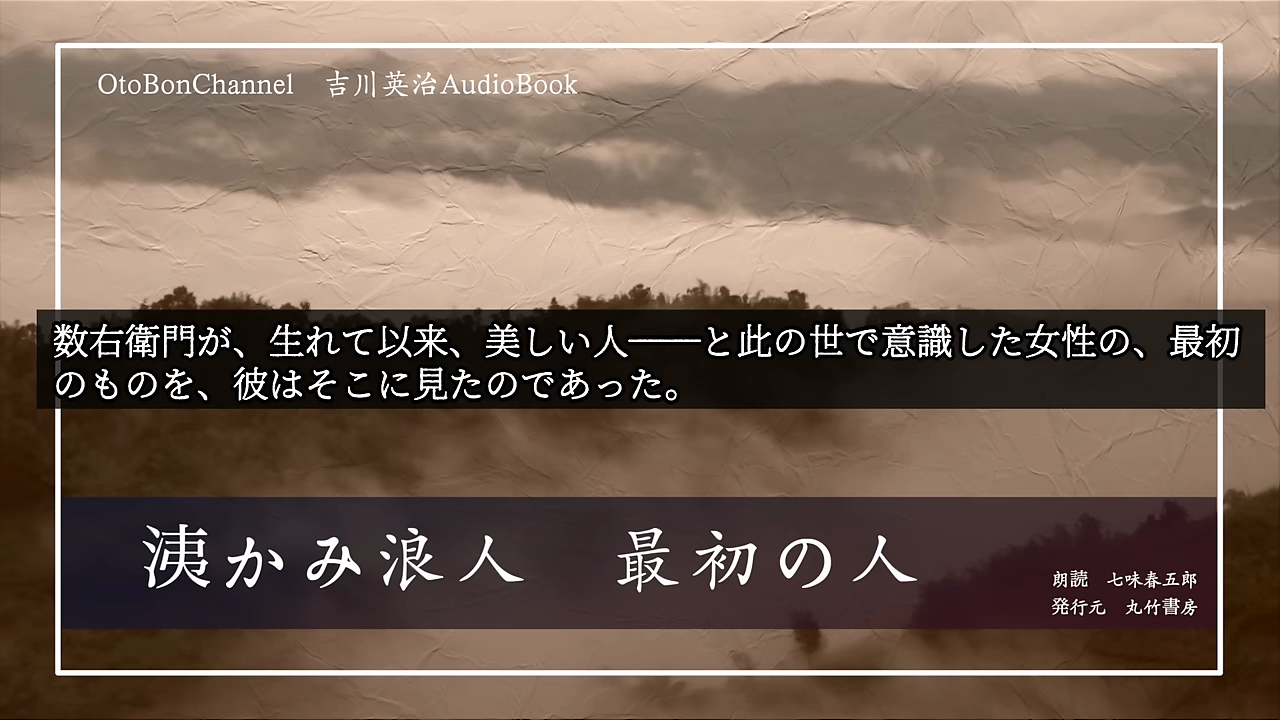 OtoBonChannel　吉川英治AudioBook
数右衛門が、生れて以来、美しい人――と此の世で意識した女性の、最初
のものを、彼はそこに見たのであった。
洟かみ浪人　最初の人
朗読　七味春五郎
発行元　丸竹書房